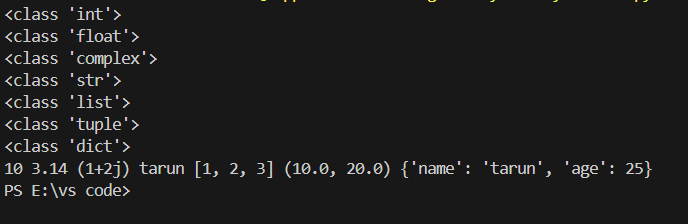 <class 'int'>
<class 'float'>
<class 'complex'>
<class 'str'>
<class 'list'>
<class 'tuple'>
<class 'dict'>
10 3.14 (1+2j) tarun [1, 2, 3] (10.0, 20.0) {'name': 'tarun', 'age': 25}
PS E:\vs code>